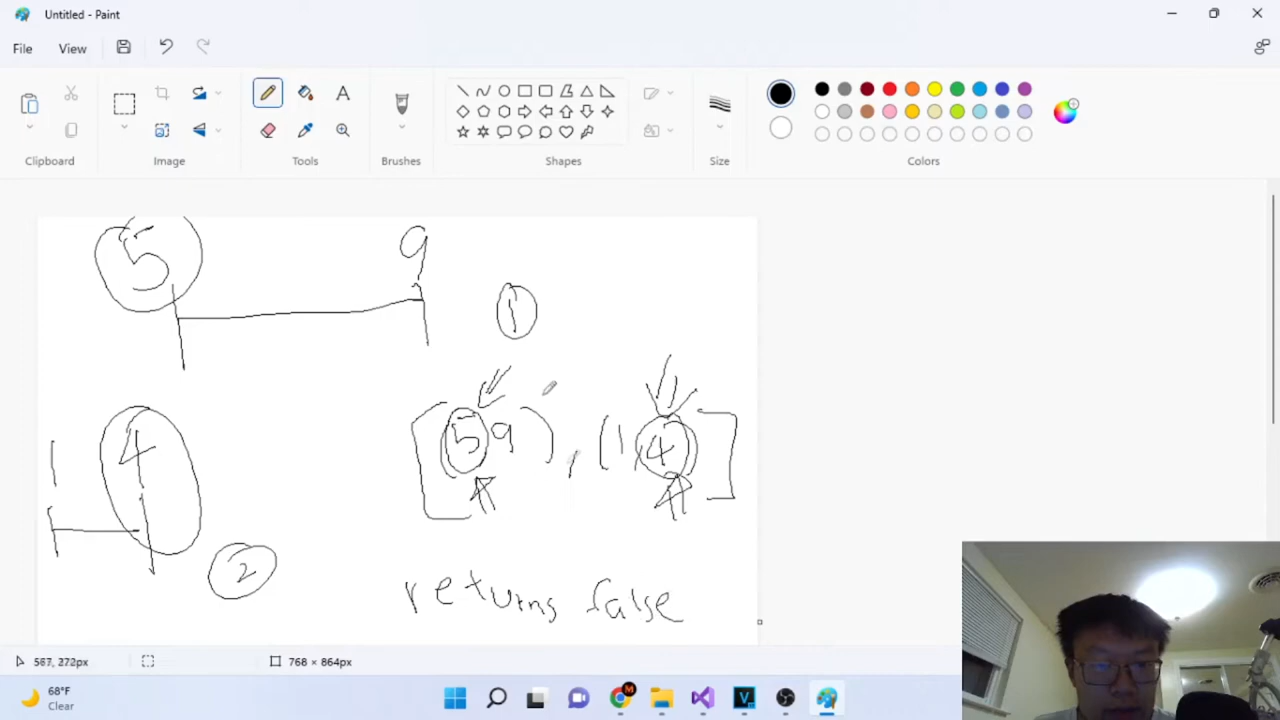 Untitled - Paint
File View
Clipboard Image Tools Brushes Shapes Size Colors
5 9
1
[5 9), (1, 4]
1 4
2
returns false
587, 272px 768 × 864px
68°F
Clear